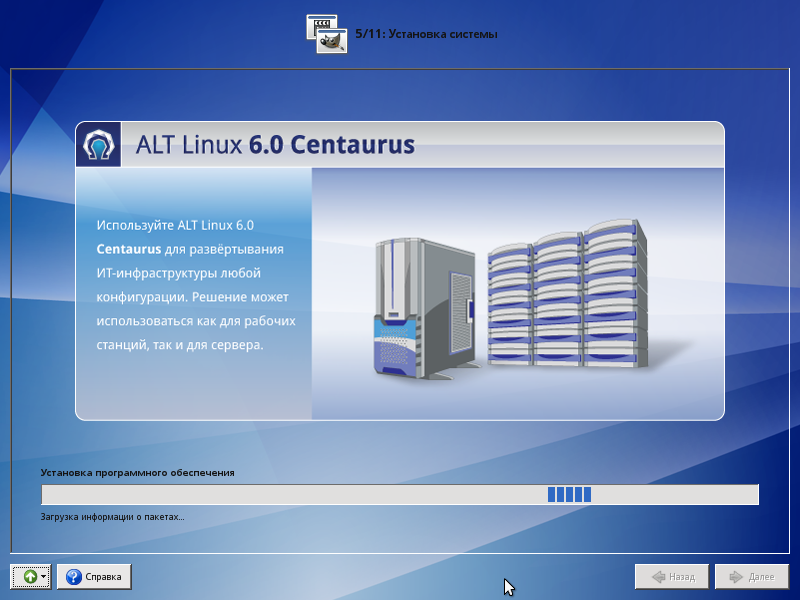 5/11: Установка системы
ALT Linux 6.0 Centaurus
Используйте ALT Linux 6.0
Centaurus для развёртывания
ИТ-инфраструктуры любой
конфигурации. Решение может
использоваться как для рабочих
станций, так и для сервера.
Установка программного обеспечения
Загрузка информации о пакетах...
Справка
Назад
Далее